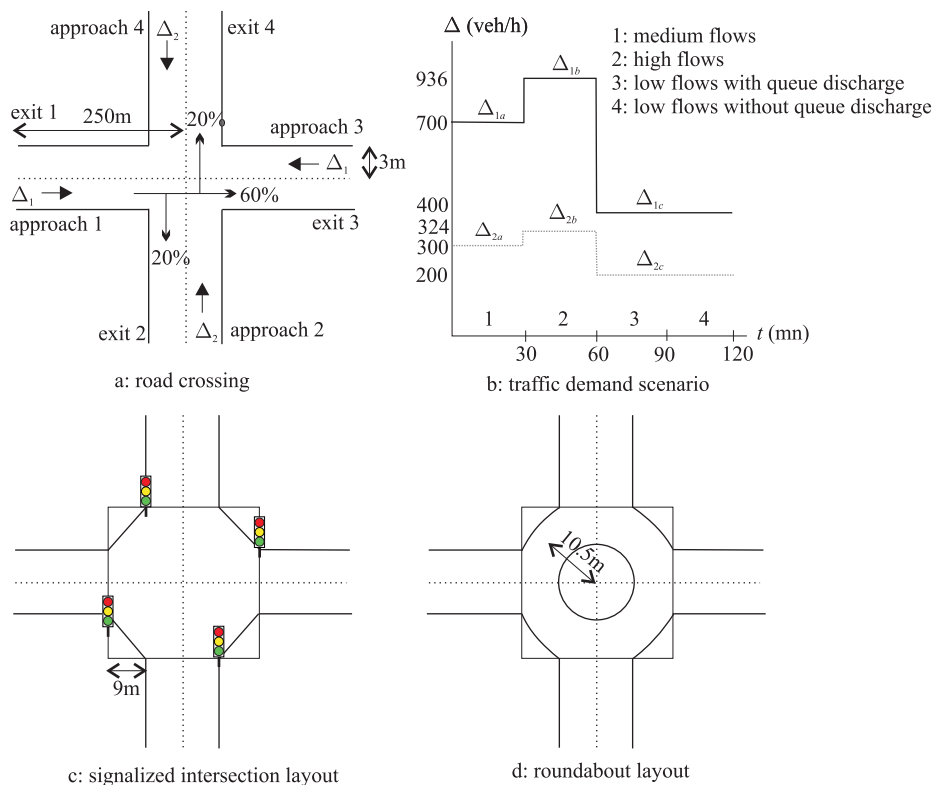 approach 4
Δ₂
exit 4
exit 1
250m
20%
approach 3
Δ₁
3m
Δ₁
60%
approach 1
exit 3
20%
exit 2
Δ₂
approach 2
a: road crossing
Δ (veh/h)
1: medium flows
2: high flows
3: low flows with queue discharge
4: low flows without queue discharge
936
Δ₁b
700
Δ₁a
400
Δ₁c
324
Δ₂b
300
Δ₂a
200
Δ₂c
1 2 3 4
t (mn)
30 60 90 120
b: traffic demand scenario
9m
c: signalized intersection layout
10.5m
d: roundabout layout